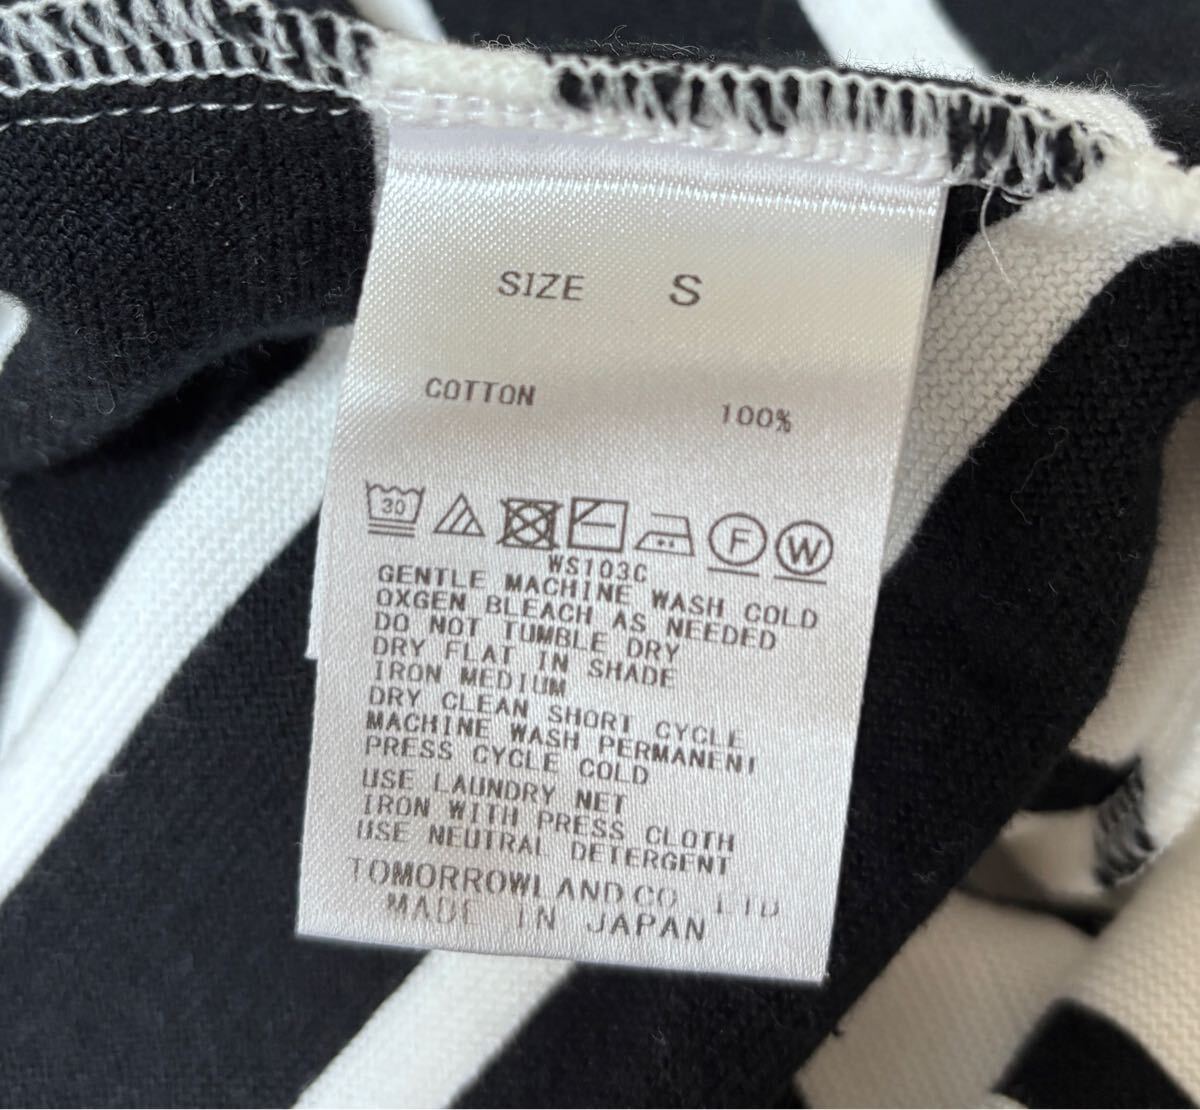 SIZE S
COTTON 100%
30 F W
WS103C
GENTLE MACHINE WASH COLD
OXGEN BLEACH AS NEEDED
DO NOT TUMBLE DRY
DRY FLAT IN SHADE
IRON MEDIUM
DRY CLEAN SHORT CYCLE
MACHINE WASH PERMANENT
PRESS CYCLE COLD
USE LAUNDRY NET
IRON WITH PRESS CLOTH
USE NEUTRAL DETERGENT
TOMORROWLAND CO. LTD
MADE IN JAPAN